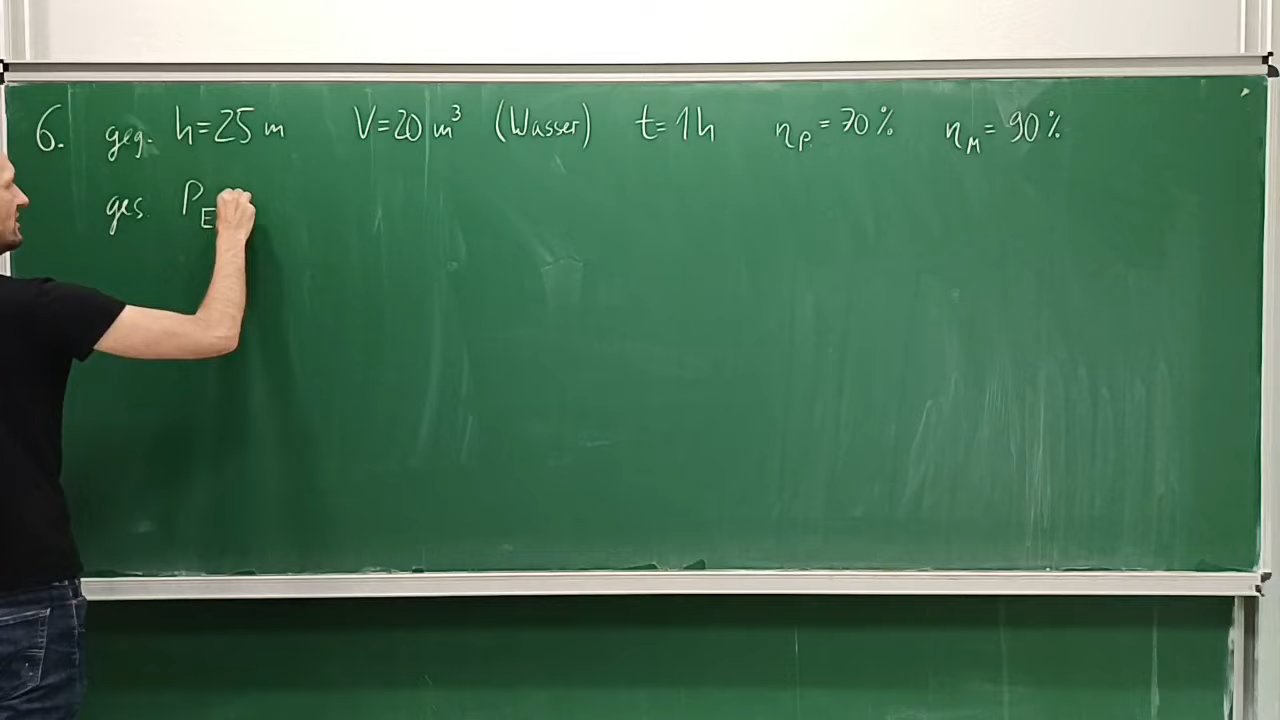 6. geg. h=25 m V=20 m³ (Wasser) t=1h η_P=70% η_M=90%
ges. P_E